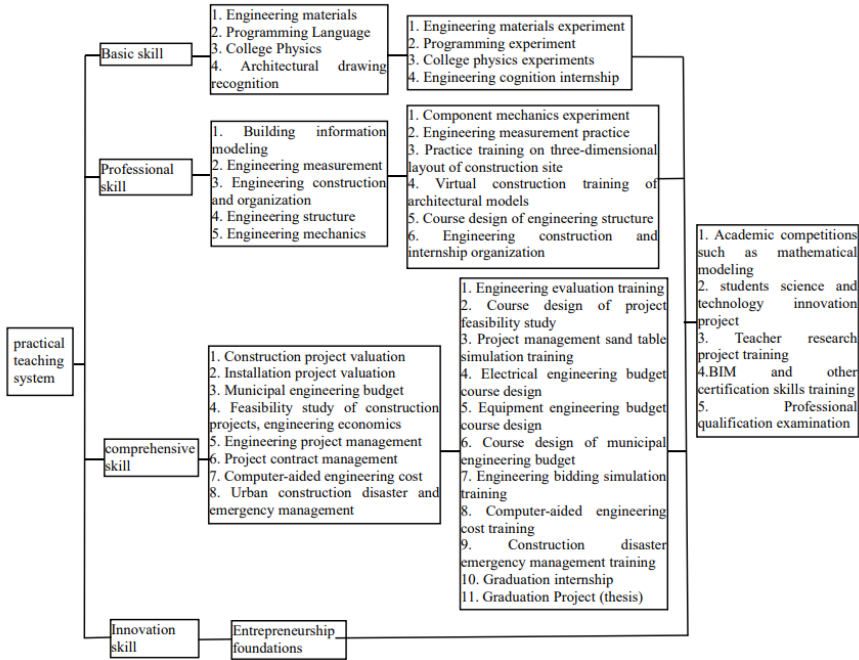 practical
teaching
system
Basic skill
1. Engineering materials
2. Programming Language
3. College Physics
4. Architectural drawing
recognition
1. Engineering materials experiment
2. Programming experiment
3. College physics experiments
4. Engineering cognition internship
Professional
skill
1. Building information
modeling
2. Engineering measurement
3. Engineering construction
and organization
4. Engineering structure
5. Engineering mechanics
1. Component mechanics experiment
2. Engineering measurement practice
3. Practice training on three-dimensional
layout of construction site
4. Virtual construction training of
architectural models
5. Course design of engineering structure
6. Engineering construction and
internship organization
comprehensive
skill
1. Construction project valuation
2. Installation project valuation
3. Municipal engineering budget
4. Feasibility study of construction
projects, engineering economics
5. Engineering project management
6. Project contract management
7. Computer-aided engineering cost
8. Urban construction disaster and
emergency management
1. Engineering evaluation training
2. Course design of project
feasibility study
3. Project management sand table
simulation training
4. Electrical engineering budget
course design
5. Equipment engineering budget
course design
6. Course design of municipal
engineering budget
7. Engineering bidding simulation
training
8. Computer-aided engineering
cost training
9. Construction disaster
emergency management training
10. Graduation internship
11. Graduation Project (thesis)
Innovation
skill
Entrepreneurship
foundations
1. Academic competitions
such as mathematical
modeling
2. students science and
technology innovation
project
3. Teacher research
project training
4.BIM and other
certification skills training
5. Professional
qualification examination